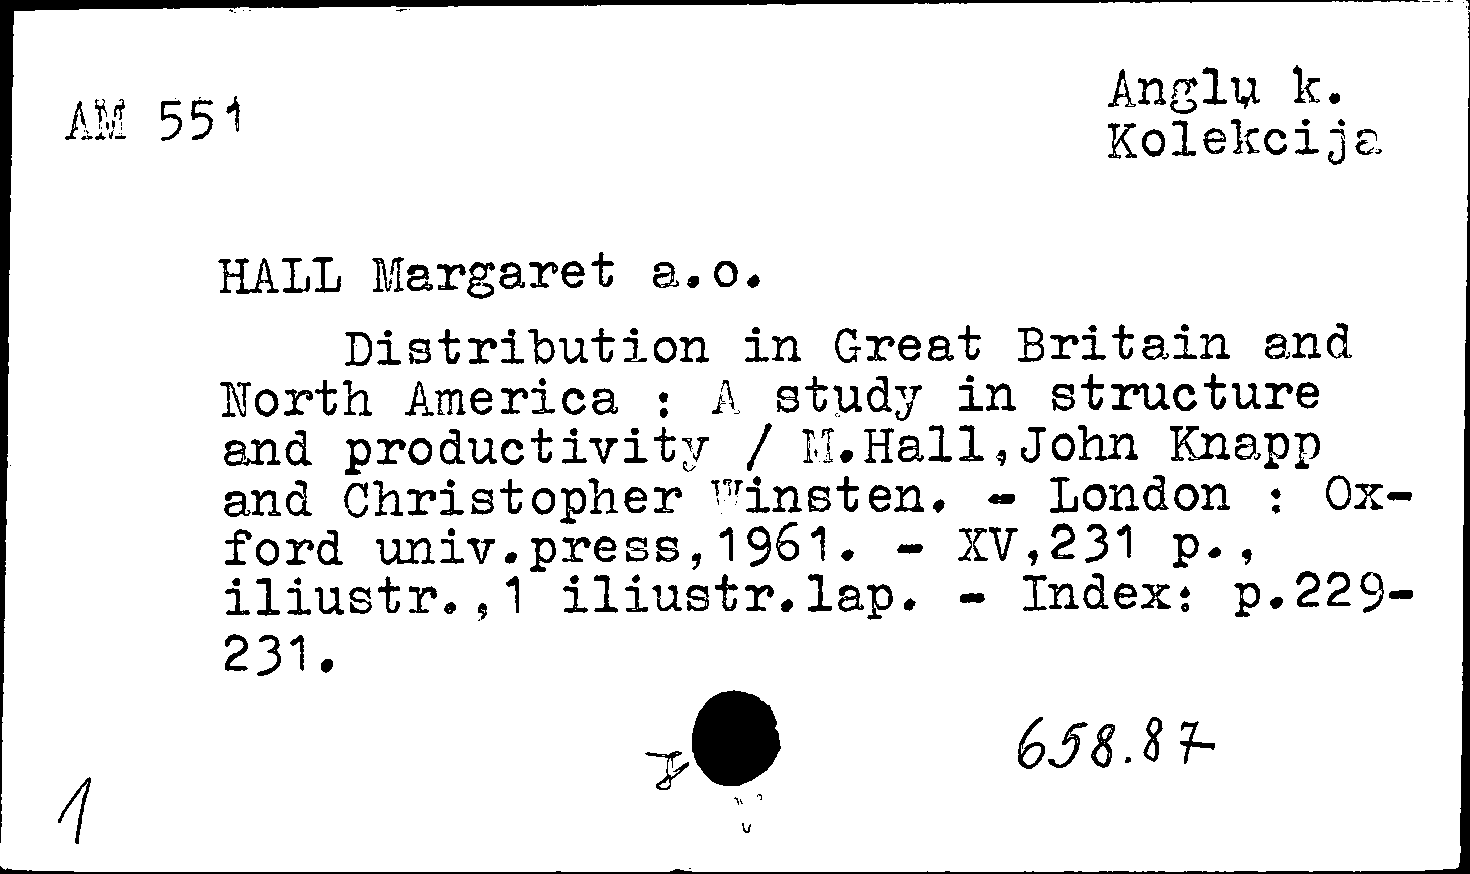 AM 551
Anglų k.
Kolekcija
HALL Margaret a.o.
Distribution in Great Britain and
North America : A study in structure
and productivity / M.Hall,John Knapp
and Christopher Winsten. - London : Ox-
ford univ.press,1961. - XV,231 p.,
iliustr.,1 iliustr.lap. - Index: p.229-
231.
658.87
1